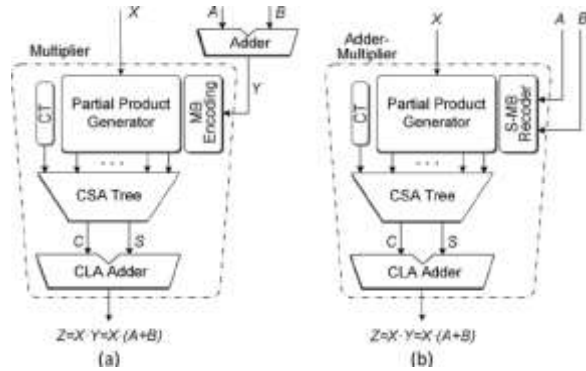 X
A
B
Adder
Multiplier
Y
CT
Partial Product
Generator
MB
Encoding
. . .
CSA Tree
C
S
CLA Adder
Z=X·Y=X·(A+B)
(a)
X
A
B
Adder-
Multiplier
CT
Partial Product
Generator
S-MB
Recoder
. . .
CSA Tree
C
S
CLA Adder
Z=X·Y=X·(A+B)
(b)